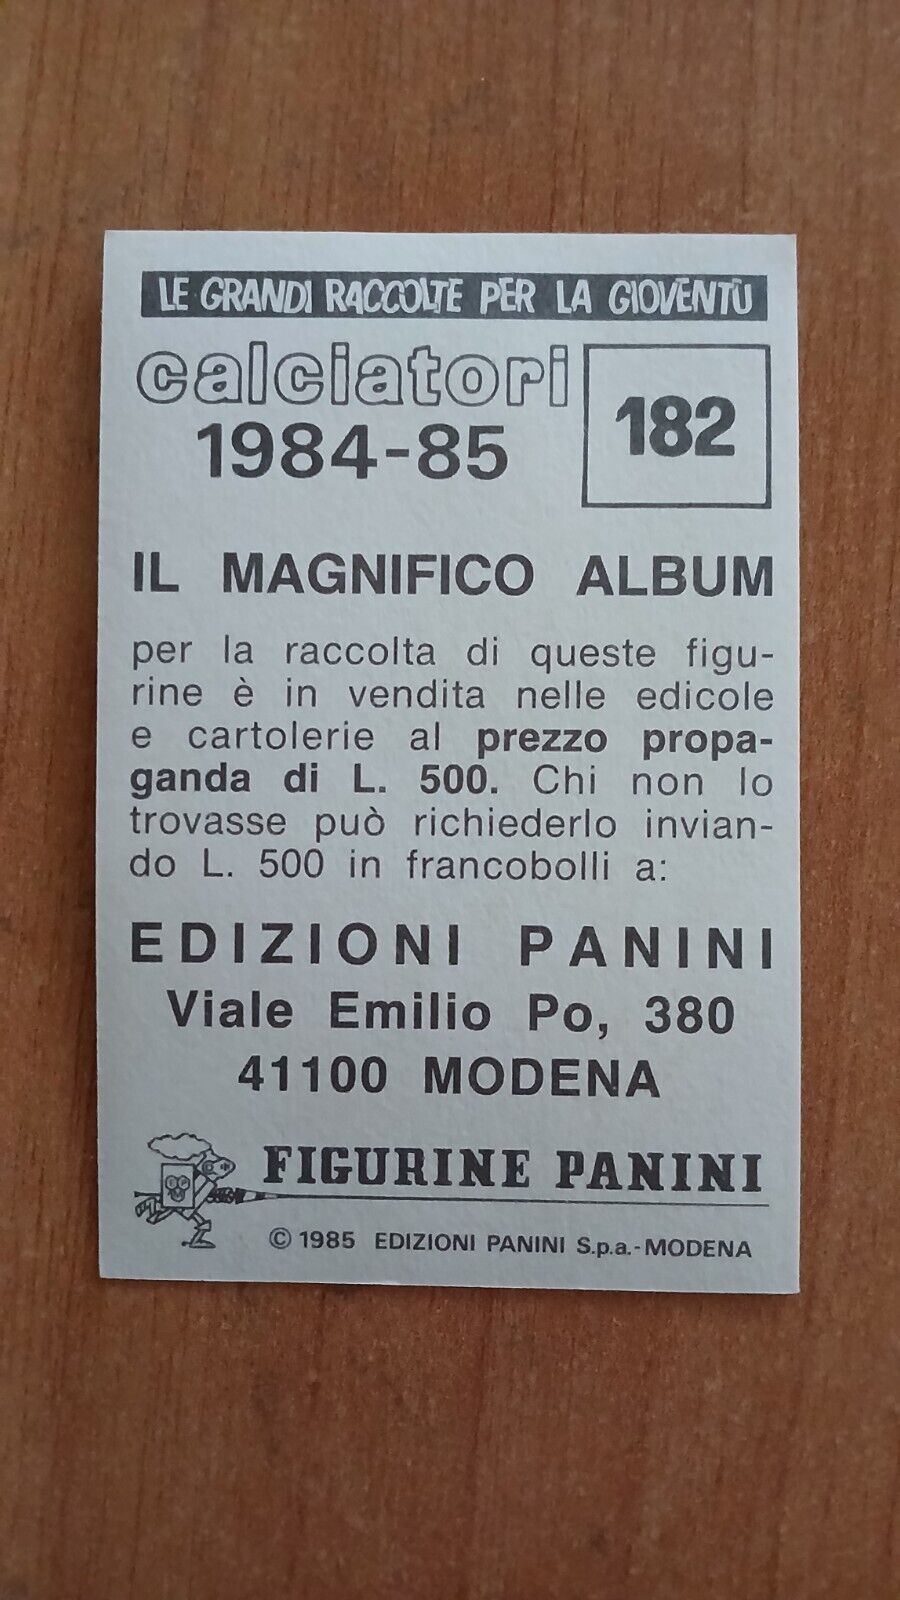 LE GRANDI RACCOLTE PER LA GIOVENTÙ
calciatori
1984-85
182
IL MAGNIFICO ALBUM
per la raccolta di queste figu-
rine è in vendita nelle edicole
e cartolerie al prezzo propa-
ganda di L. 500. Chi non lo
trovasse può richiederlo invian-
do L. 500 in francobolli a:
EDIZIONI PANINI
Viale Emilio Po, 380
41100 MODENA
FIGURINE PANINI
© 1985 EDIZIONI PANINI S.p.a.-MODENA